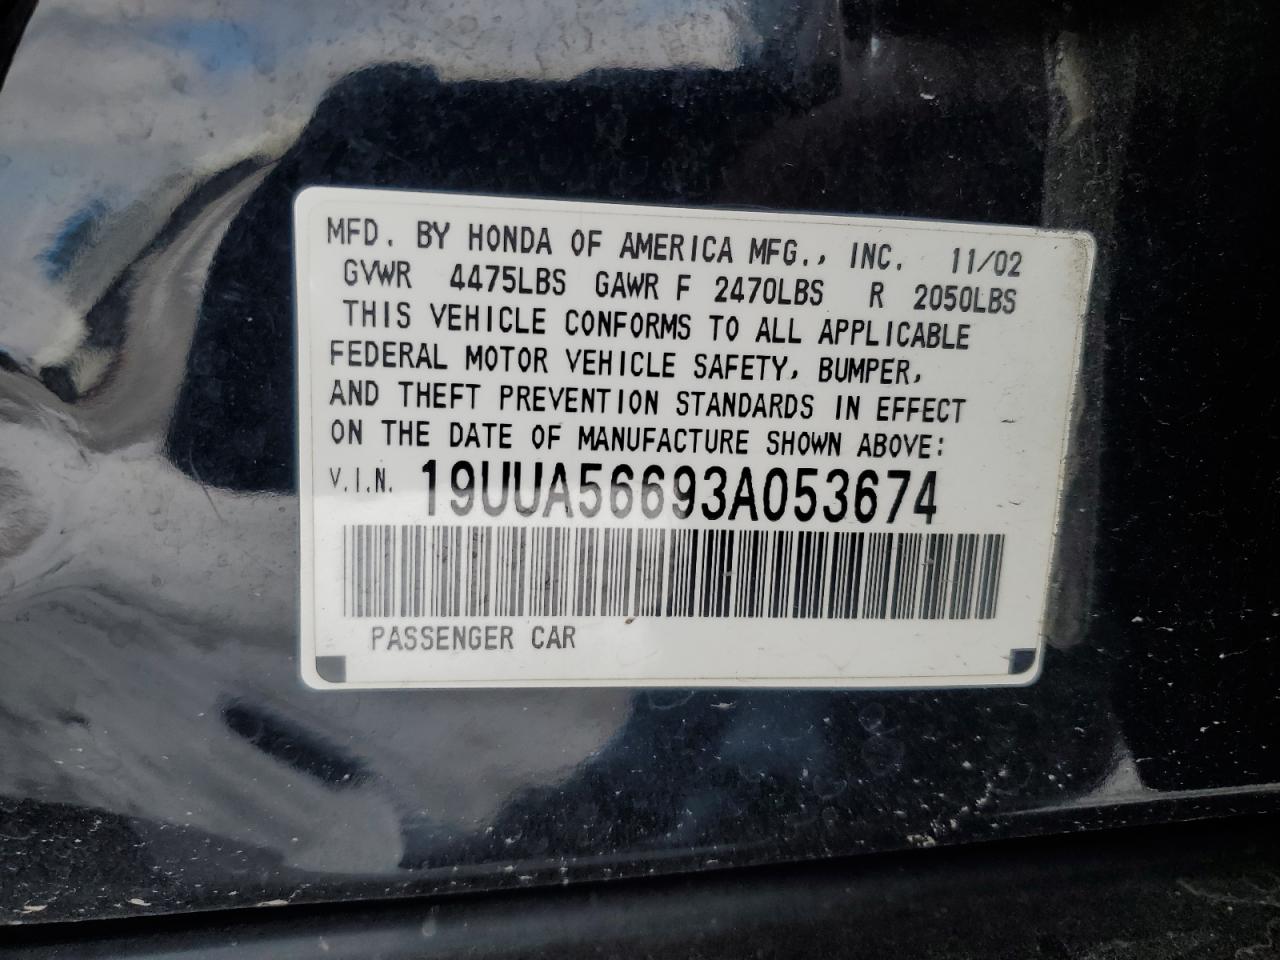 MFD. BY HONDA OF AMERICA MFG., INC. 11/02
GVWR 4475LBS GAWR F 2470LBS R 2050LBS
THIS VEHICLE CONFORMS TO ALL APPLICABLE
FEDERAL MOTOR VEHICLE SAFETY, BUMPER,
AND THEFT PREVENTION STANDARDS IN EFFECT
ON THE DATE OF MANUFACTURE SHOWN ABOVE:
V.I.N. 19UUA56693A053674
PASSENGER CAR